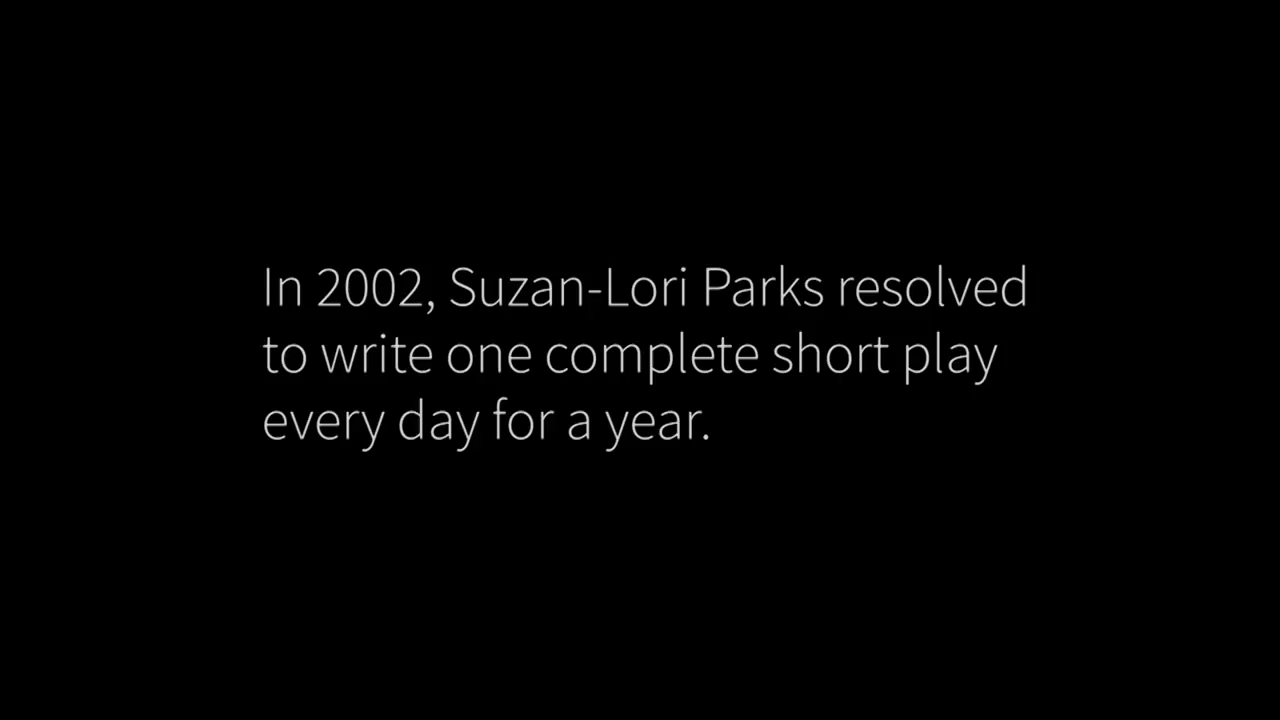 In 2002, Suzan-Lori Parks resolved
to write one complete short play
every day for a year.